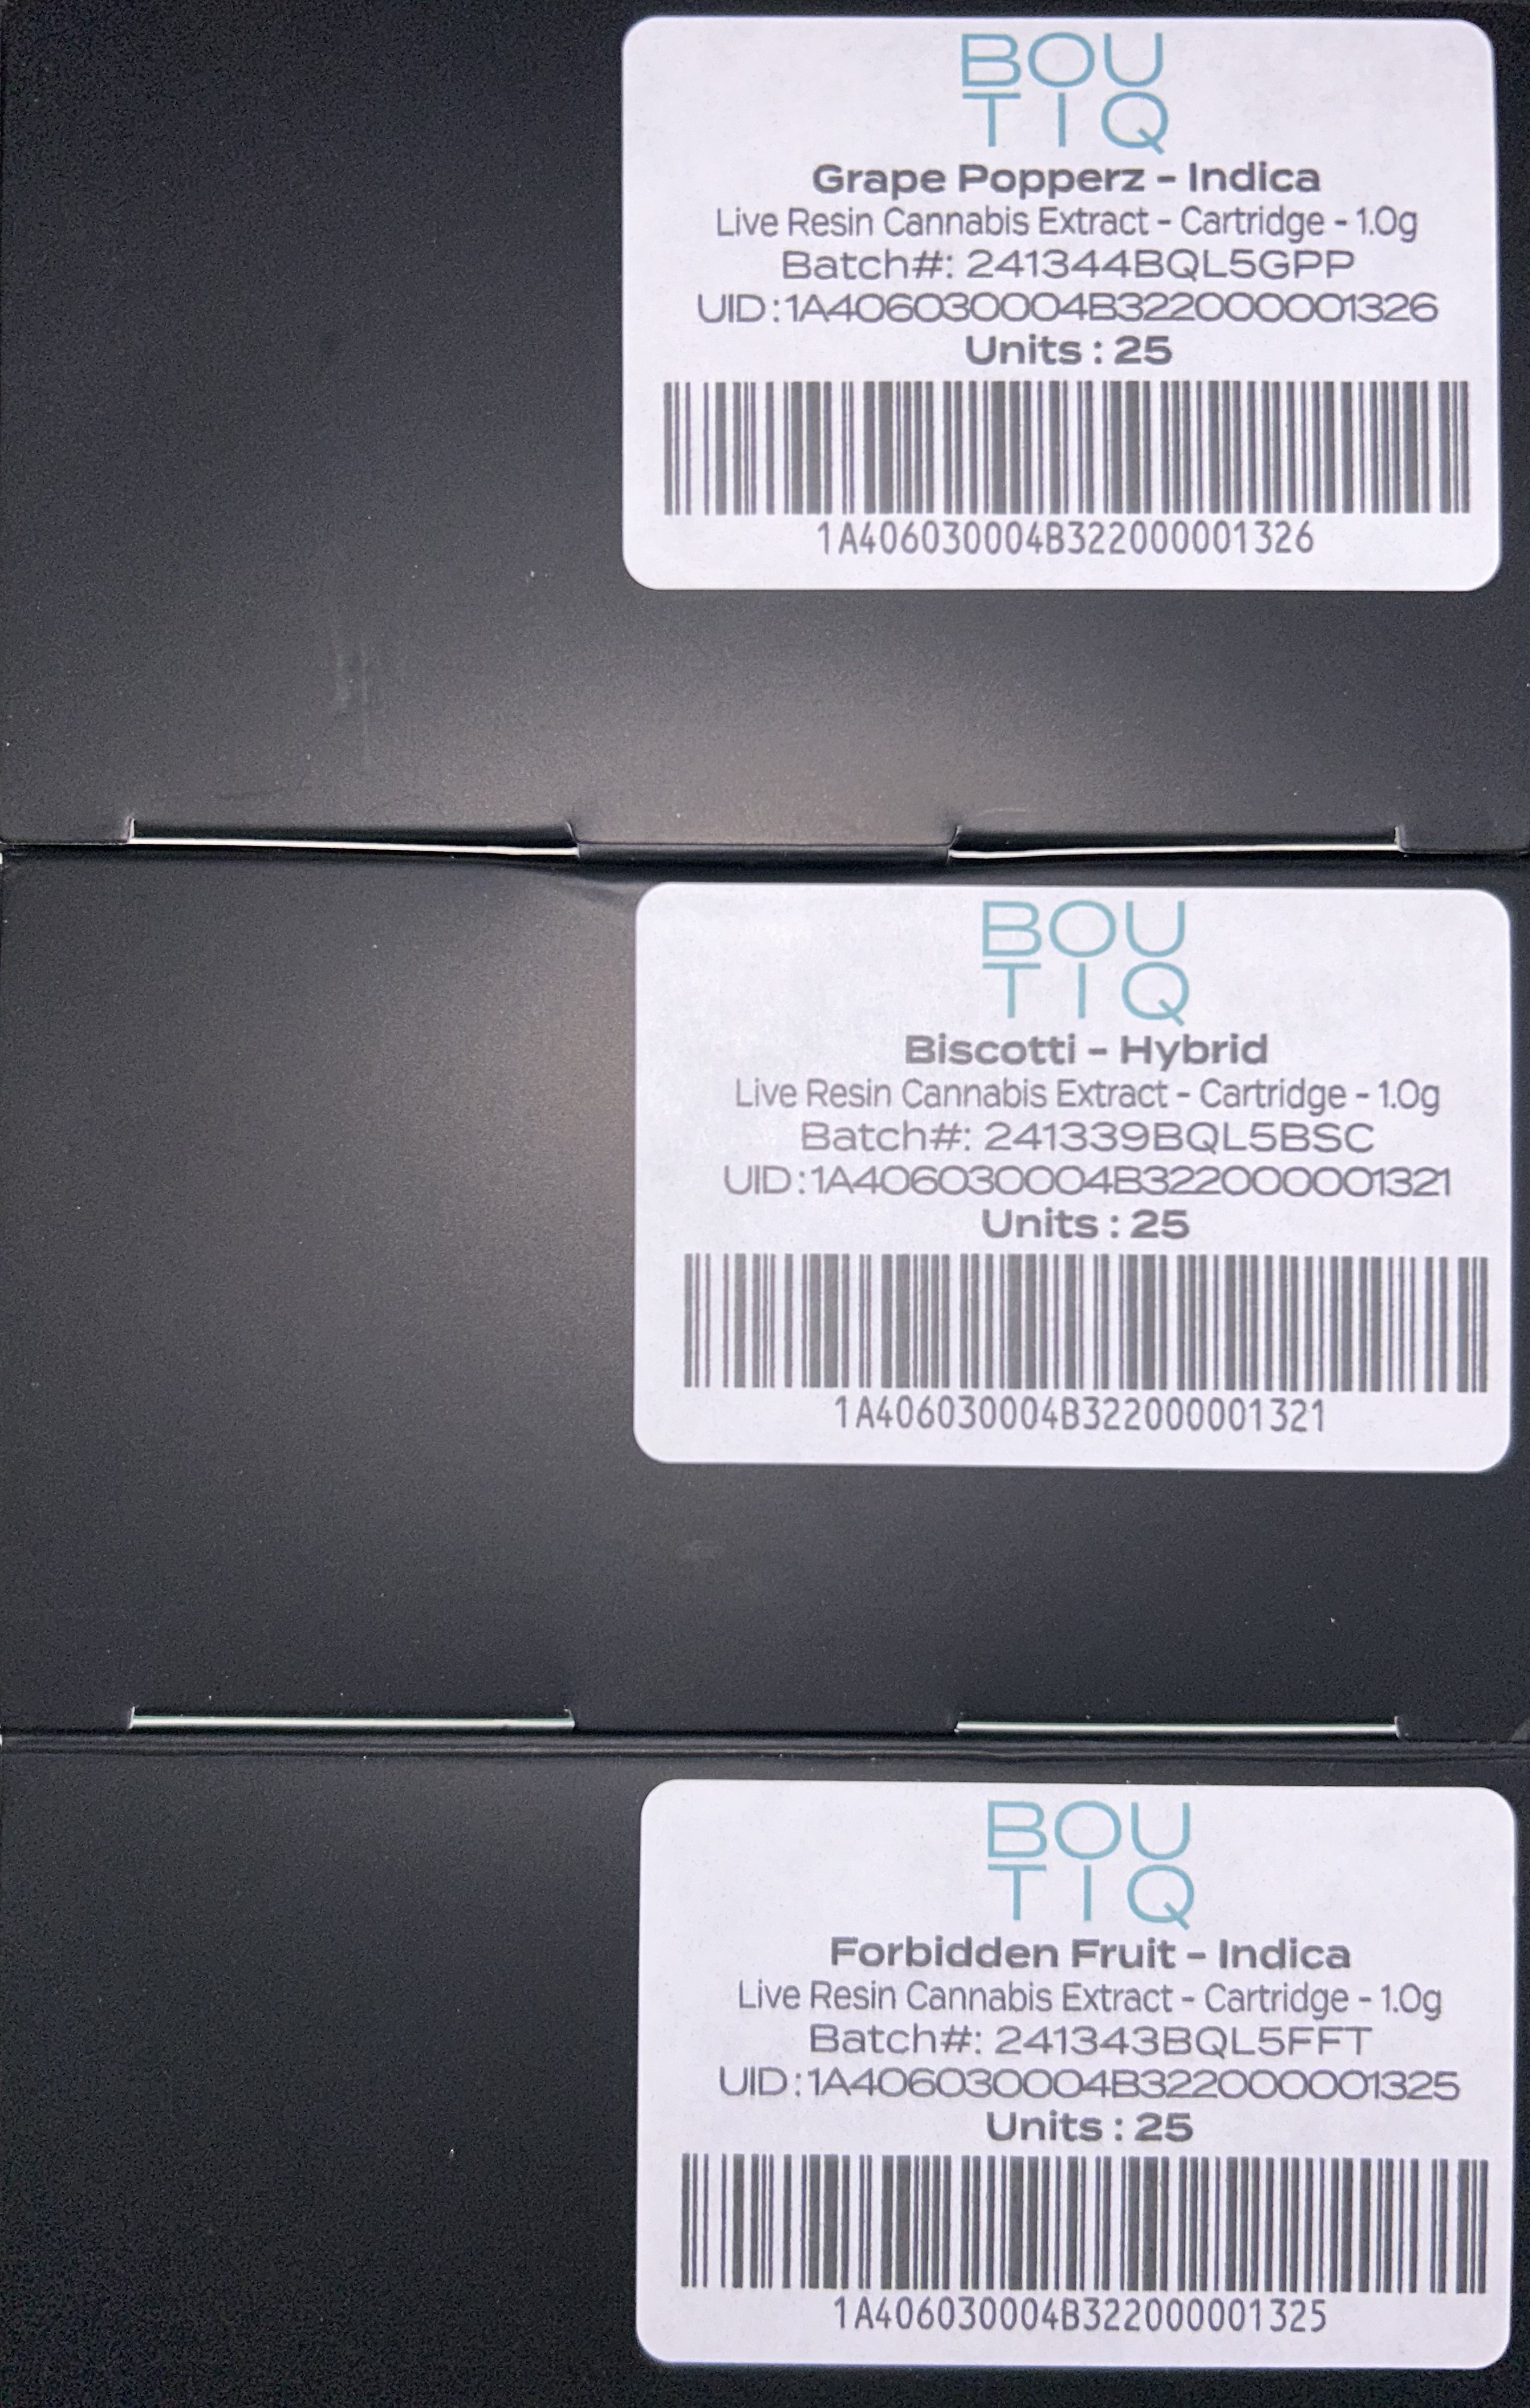 BOU
TIQ
Grape Popperz - Indica
Live Resin Cannabis Extract - Cartridge - 1.0g
Batch#: 241344BQL5GPP
UID:1A406030004B322000001326
Units : 25
1A406030004B322000001326
BOU
TIQ
Biscotti - Hybrid
Live Resin Cannabis Extract - Cartridge - 1.0g
Batch#: 241339BQL5BSC
UID:1A406030004B322000001321
Units : 25
1A406030004B322000001321
BOU
TIQ
Forbidden Fruit - Indica
Live Resin Cannabis Extract - Cartridge - 1.0g
Batch#: 241343BQL5FFT
UID:1A406030004B322000001325
Units : 25
1A406030004B322000001325